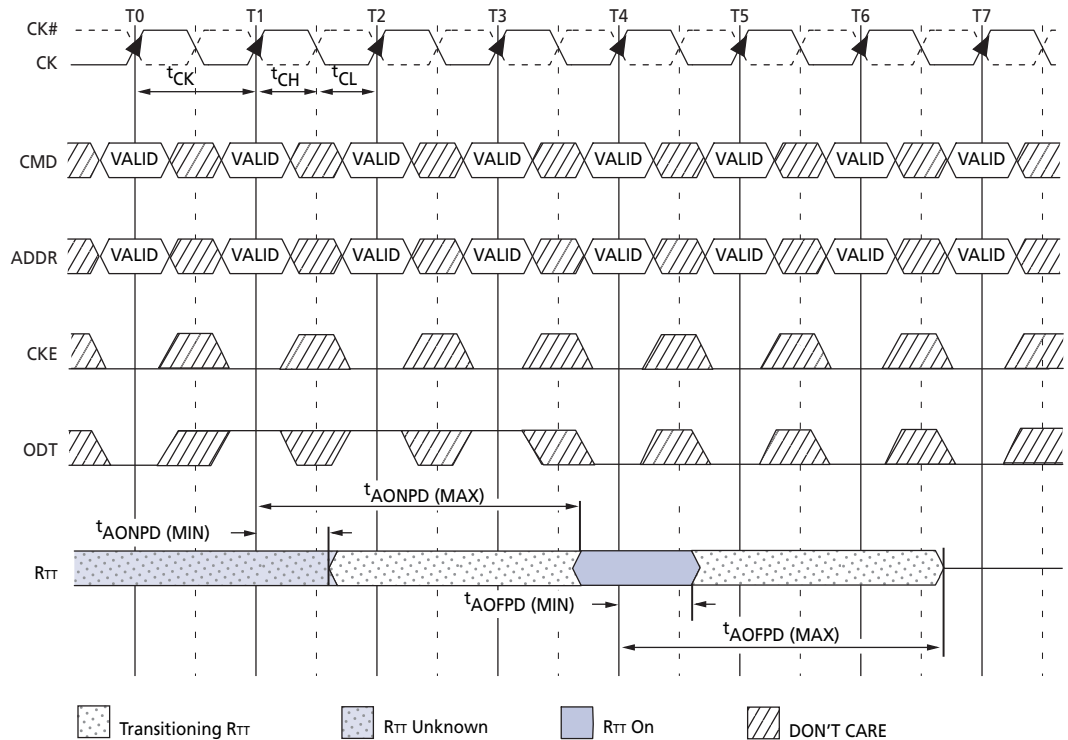 T0 T1 T2 T3 T4 T5 T6 T7
CK#
CK
tCK tCH tCL
CMD VALID VALID VALID VALID VALID VALID VALID VALID
ADDR VALID VALID VALID VALID VALID VALID VALID VALID
CKE
ODT
tAONPD (MAX)
tAONPD (MIN)
RTT
tAOFPD (MIN)
tAOFPD (MAX)
Transitioning RTT RTT Unknown RTT On DON'T CARE